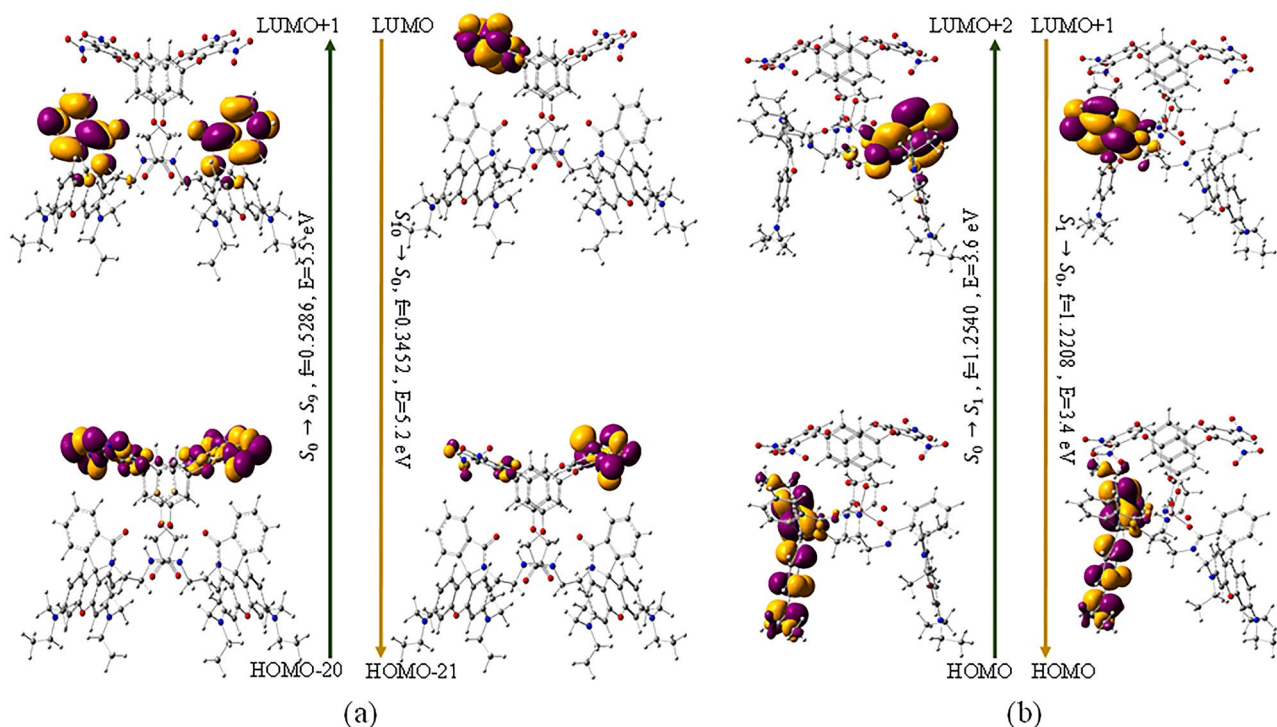 LUMO+1
LUMO
LUMO+2
LUMO+1
S₀ → S₉ , f=0.5286 , E=5.5 eV
S₁₀ → S₀, f=0.3452 , E=5.2 eV
S₀ → S₁ , f=1.2540 , E=3.6 eV
S₁ → S₀, f=1.2208 , E=3.4 eV
HOMO-20
HOMO-21
HOMO
HOMO
(a)
(b)